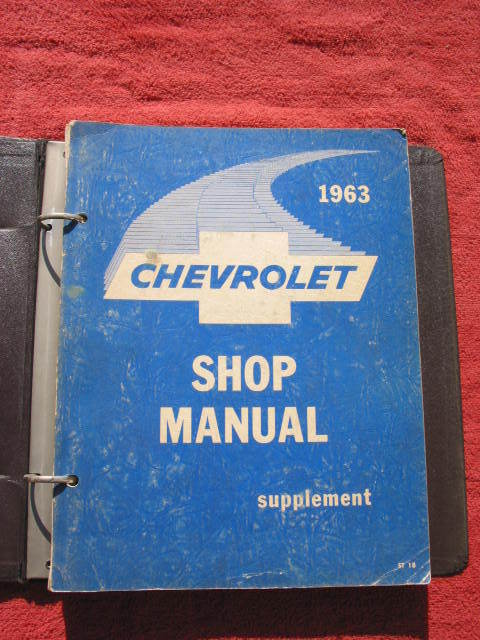 1963
CHEVROLET
SHOP
MANUAL
supplement
ST 18